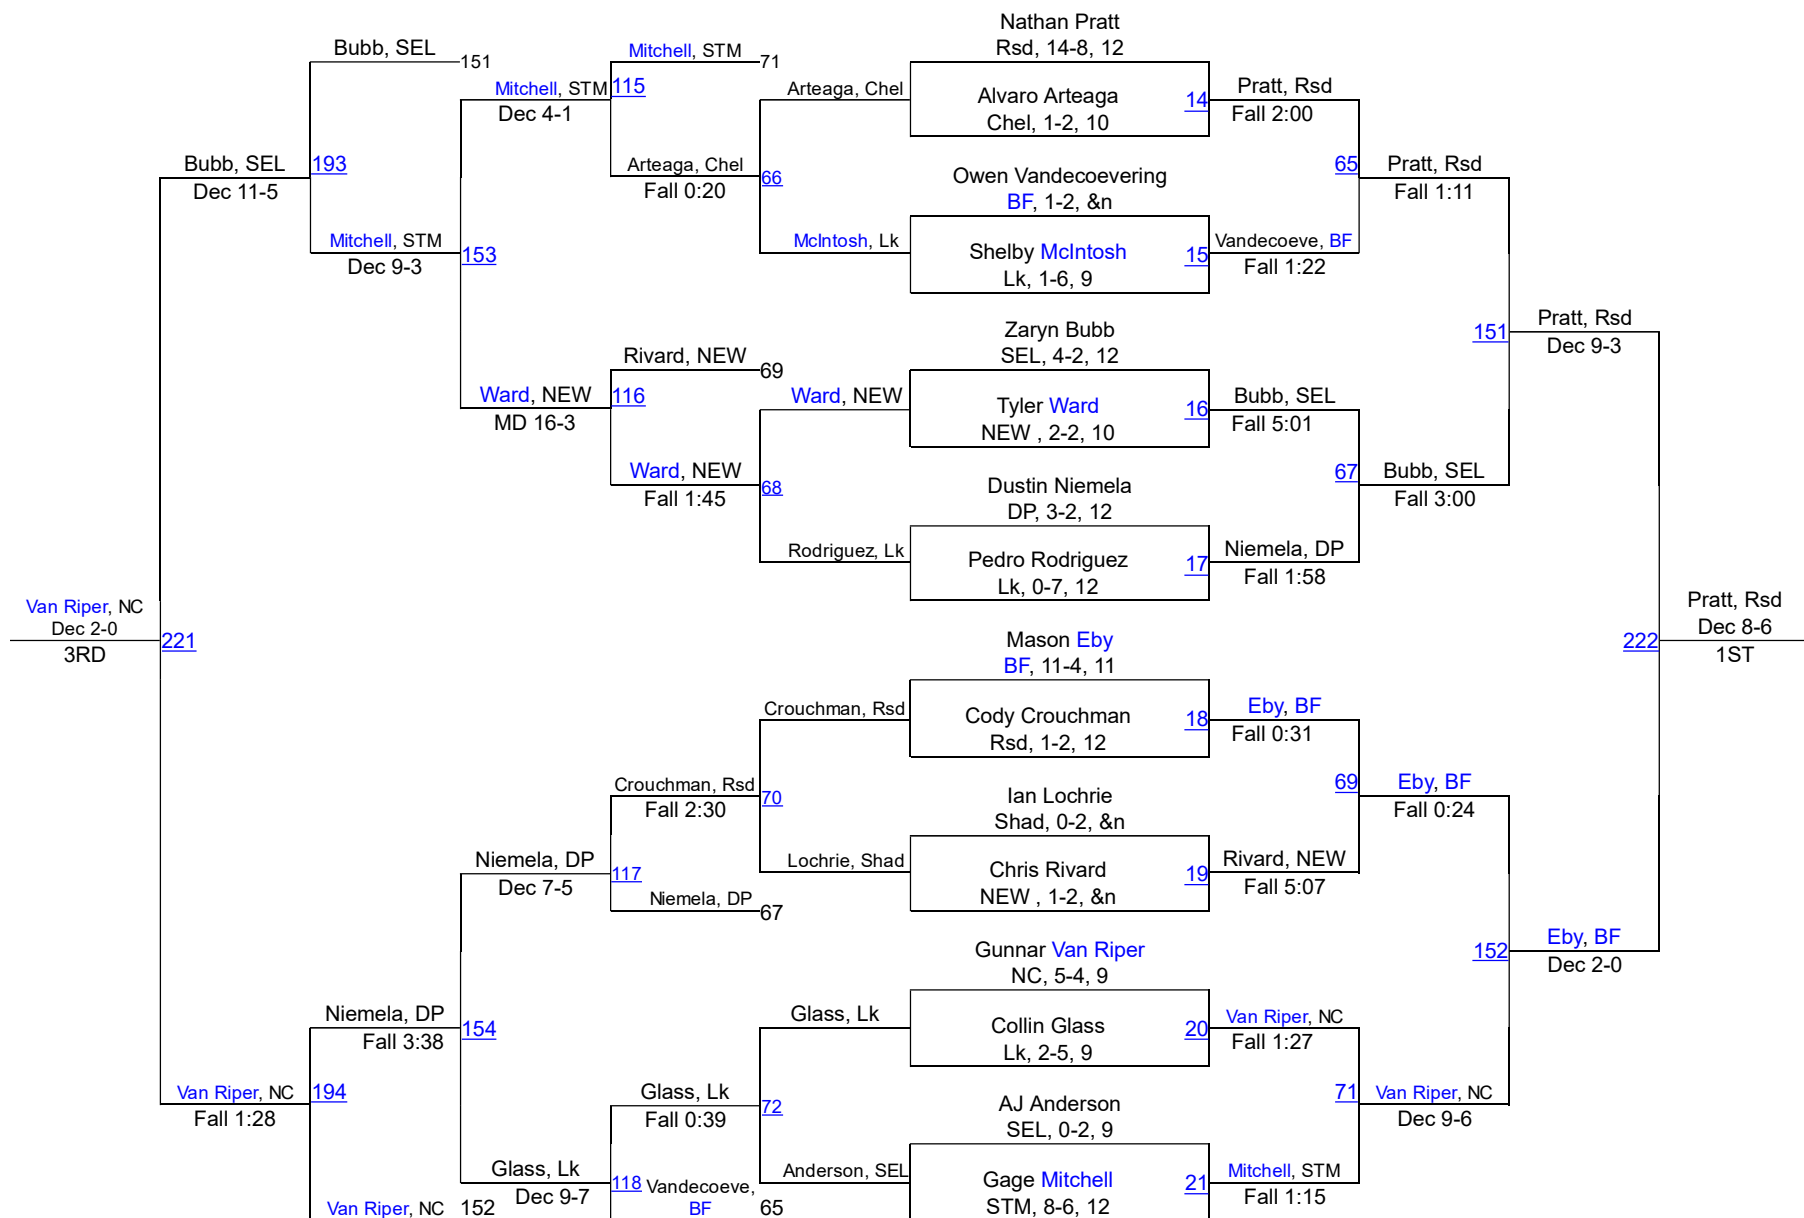 Nathan Pratt
Rsd, 14-8, 12
Bubb, SEL
151
Mitchell, STM
71
Mitchell, STM
115
Dec 4-1
Arteaga, Chel
Alvaro Arteaga
Chel, 1-2, 10
14
Pratt, Rsd
Fall 2:00
Bubb, SEL
193
Dec 11-5
Arteaga, Chel
66
Fall 0:20
Owen Vandecoevering
BF, 1-2, &n
65
Pratt, Rsd
Fall 1:11
Mitchell, STM
153
Dec 9-3
McIntosh, Lk
Shelby McIntosh
Lk, 1-6, 9
15
Vandecoeve, BF
Fall 1:22
Zaryn Bubb
SEL, 4-2, 12
151
Pratt, Rsd
Dec 9-3
Rivard, NEW
69
Ward, NEW
116
MD 16-3
Ward, NEW
Tyler Ward
NEW , 2-2, 10
16
Bubb, SEL
Fall 5:01
Ward, NEW
68
Fall 1:45
Dustin Niemela
DP, 3-2, 12
67
Bubb, SEL
Fall 3:00
Rodriguez, Lk
Pedro Rodriguez
Lk, 0-7, 12
17
Niemela, DP
Fall 1:58
Van Riper, NC
Dec 2-0
221
3RD
Pratt, Rsd
Dec 8-6
222
1ST
Mason Eby
BF, 11-4, 11
Crouchman, Rsd
Cody Crouchman
Rsd, 1-2, 12
18
Eby, BF
Fall 0:31
Crouchman, Rsd
70
Fall 2:30
Ian Lochrie
Shad, 0-2, &n
69
Eby, BF
Fall 0:24
Niemela, DP
117
Dec 7-5
Lochrie, Shad
Chris Rivard
NEW , 1-2, &n
19
Rivard, NEW
Fall 5:07
Niemela, DP
67
Gunnar Van Riper
NC, 5-4, 9
152
Eby, BF
Dec 2-0
Niemela, DP
154
Fall 3:38
Glass, Lk
Collin Glass
Lk, 2-5, 9
20
Van Riper, NC
Fall 1:27
Van Riper, NC
194
Fall 1:28
Glass, Lk
72
Fall 0:39
AJ Anderson
SEL, 0-2, 9
71
Van Riper, NC
Dec 9-6
Glass, Lk
118
Dec 9-7
Anderson, SEL
Gage Mitchell
STM, 8-6, 12
21
Mitchell, STM
Fall 1:15
Van Riper, NC
152
Vandecoeve,
BF
65